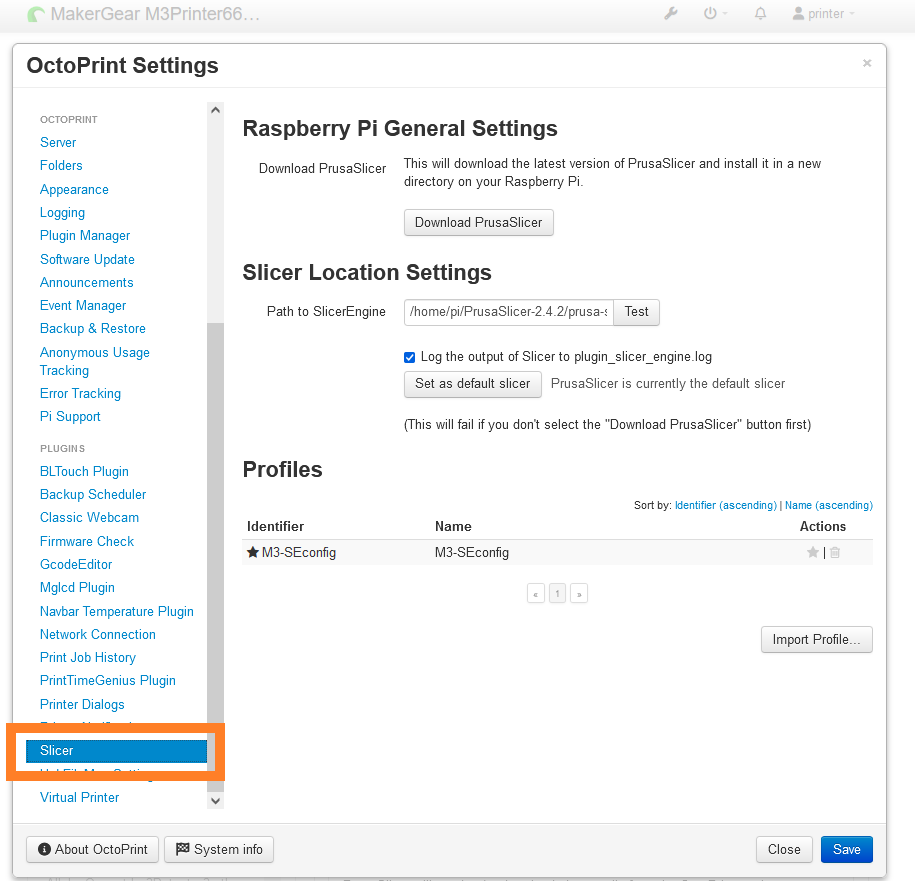 MakerGear M3Printer66...
printer
OctoPrint Settings
×
OCTOPRINT
Server
Folders
Appearance
Logging
Plugin Manager
Software Update
Announcements
Event Manager
Backup & Restore
Anonymous Usage
Tracking
Error Tracking
Pi Support
PLUGINS
BLTouch Plugin
Backup Scheduler
Classic Webcam
Firmware Check
GcodeEditor
Mglcd Plugin
Navbar Temperature Plugin
Network Connection
Print Job History
PrintTimeGenius Plugin
Printer Dialogs
Slicer
Virtual Printer
Raspberry Pi General Settings
Download PrusaSlicer
This will download the latest version of PrusaSlicer and install it in a new
directory on your Raspberry Pi.
Download PrusaSlicer
Slicer Location Settings
Path to SlicerEngine
/home/pi/PrusaSlicer-2.4.2/prusa-s
Test
Log the output of Slicer to plugin_slicer_engine.log
Set as default slicer
PrusaSlicer is currently the default slicer
(This will fail if you don't select the "Download PrusaSlicer" button first)
Profiles
Sort by: Identifier (ascending) | Name (ascending)
Identifier Name Actions
M3-SEconfig M3-SEconfig |
« 1 »
Import Profile...
About OctoPrint
System info
Close
Save